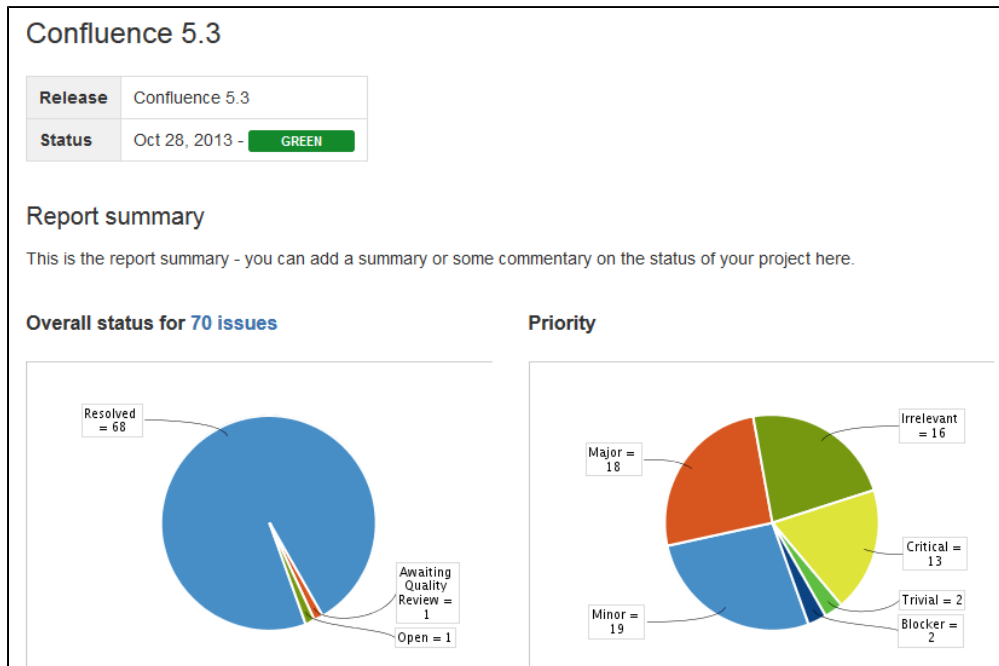 Confluence 5.3
Release Confluence 5.3
Status Oct 28, 2013 - GREEN
Report summary
This is the report summary - you can add a summary or some commentary on the status of your project here.
Overall status for 70 issues
Resolved
= 68
Awaiting
Quality
Review =
1
Open = 1
Priority
Irrelevant
= 16
Major =
18
Critical =
13
Trivial = 2
Minor =
19
Blocker =
2